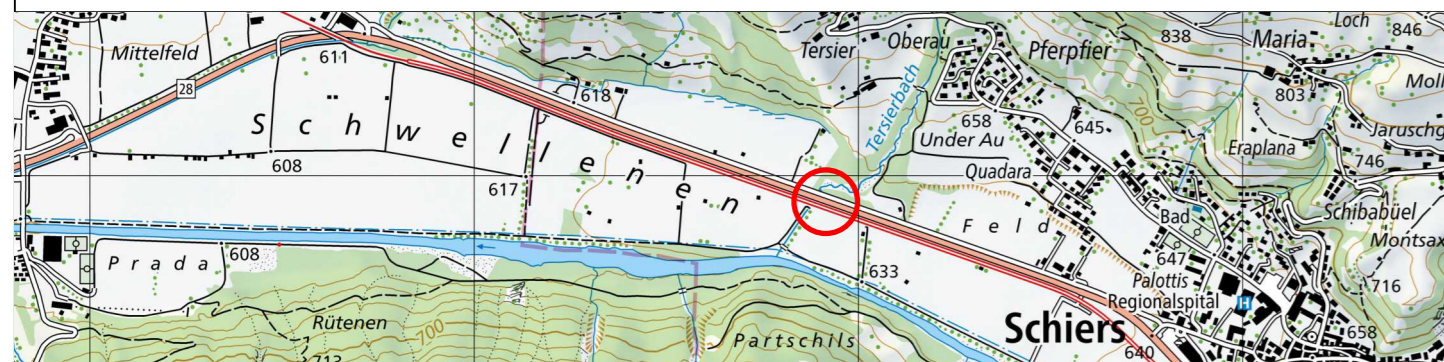 Loch
846
Maria
838
Oberau
Tersier
Pferpfier
Mittelfeld
611
28
618
803
Moll
700
Tersierbach
658
645
Jaruschg
Schwellenen
Under Au
Eraplana
746
608
617
Quadara
Schibabüel
Bad
Feld
Montsax
608
Prada
633
647
Palottis
716
Regionalspital
H
Rütenen
700
Schiers
658
Partschils
640
713